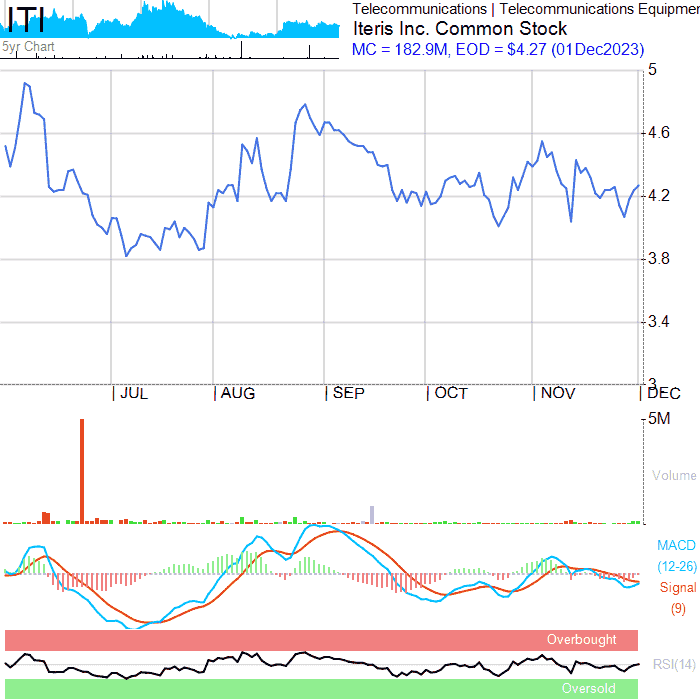 ITI
5yr Chart
Telecommunications | Telecommunications Equipmen
Iteris Inc. Common Stock
MC = 182.9M, EOD = $4.27 (01Dec2023)
5
4.6
4.2
3.8
3.4
3
JUL AUG SEP OCT NOV DEC
5M
Volume
MACD
(12-26)
Signal
(9)
Overbought
RSI(14)
Oversold